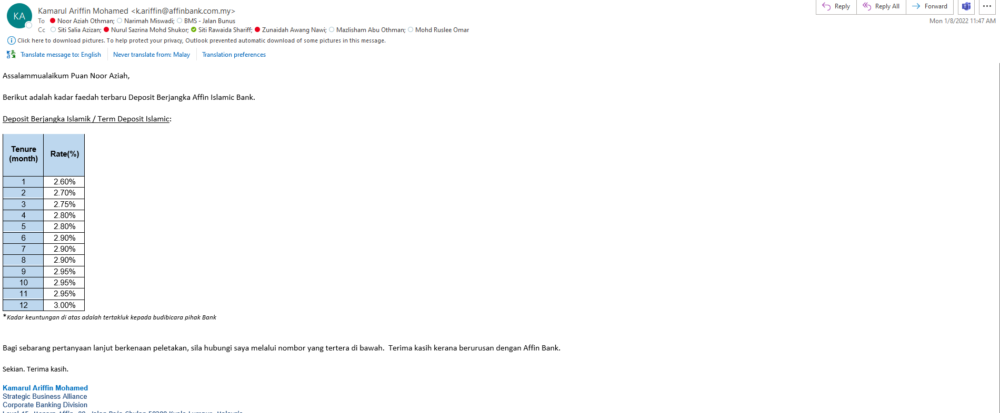 KA
Kamarul Ariffin Mohamed <k.ariffin@affinbank.com.my>
To Noor Aziah Othman; Narimah Miswadi; BMS - Jalan Bunus
Cc Siti Salia Azizan; Nurul Sazrina Mohd Shukor; Siti Rawaida Shariff; Zunaidah Awang Nawi; Mazlisham Abu Othman; Mohd Ruslee Omar
Reply Reply All Forward
Mon 1/8/2022 11:47 AM
Click here to download pictures. To help protect your privacy, Outlook prevented automatic download of some pictures in this message.
Translate message to: English Never translate from: Malay Translation preferences
Assalammualaikum Puan Noor Aziah,
Berikut adalah kadar faedah terbaru Deposit Berjangka Affin Islamic Bank.
Deposit Berjangka Islamik / Term Deposit Islamic:
Tenure (month) Rate(%)
1 2.60%
2 2.70%
3 2.75%
4 2.80%
5 2.80%
6 2.90%
7 2.90%
8 2.90%
9 2.95%
10 2.95%
11 2.95%
12 3.00%
*Kadar keuntungan di atas adalah tertakluk kepada budibicara pihak Bank
Bagi sebarang pertanyaan lanjut berkenaan peletakan, sila hubungi saya melalui nombor yang tertera di bawah. Terima kasih kerana berurusan dengan Affin Bank.
Sekian. Terima kasih.
Kamarul Ariffin Mohamed
Strategic Business Alliance
Corporate Banking Division